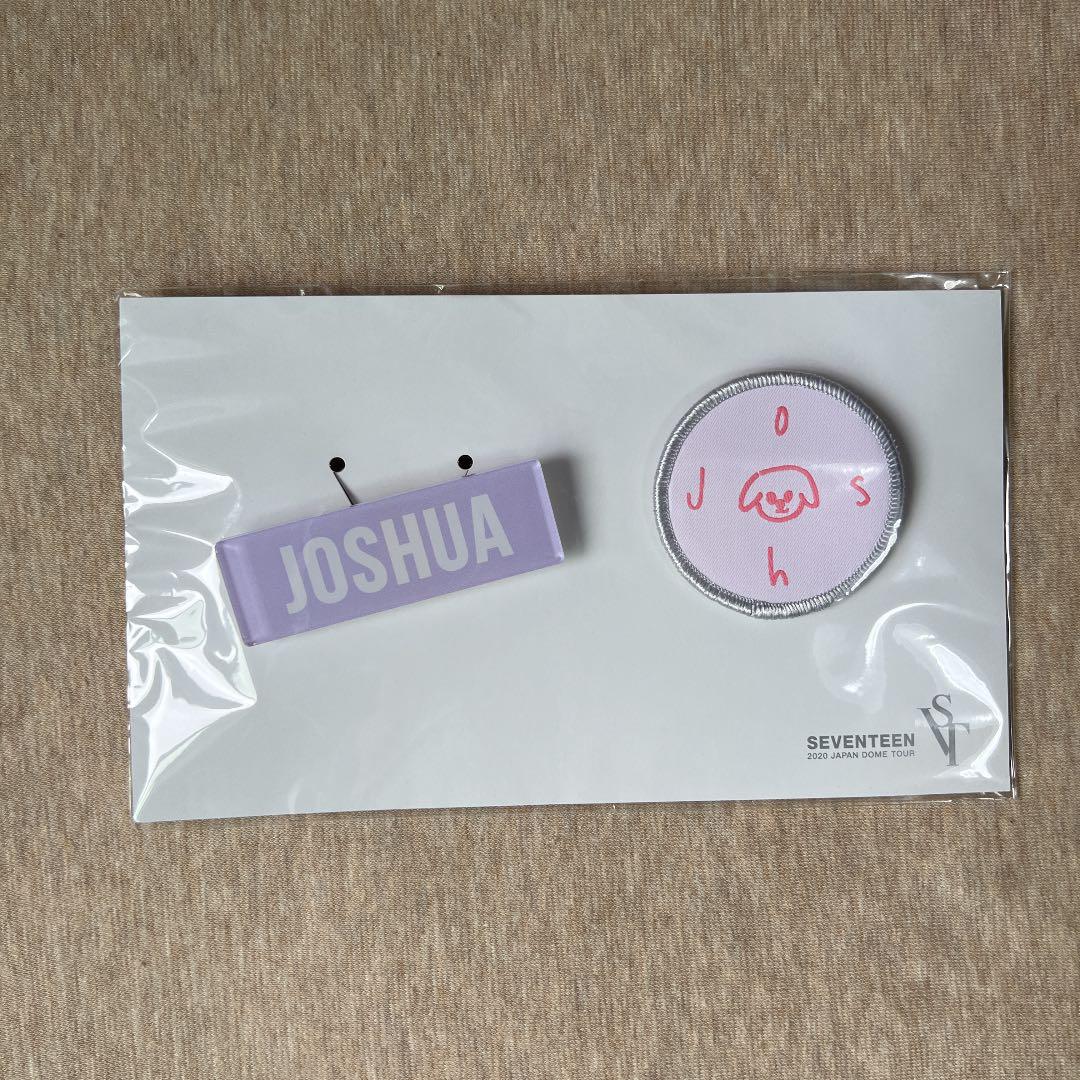 JOSHUA
J o s h
SEVENTEEN
2020 JAPAN DOME TOUR
SVT